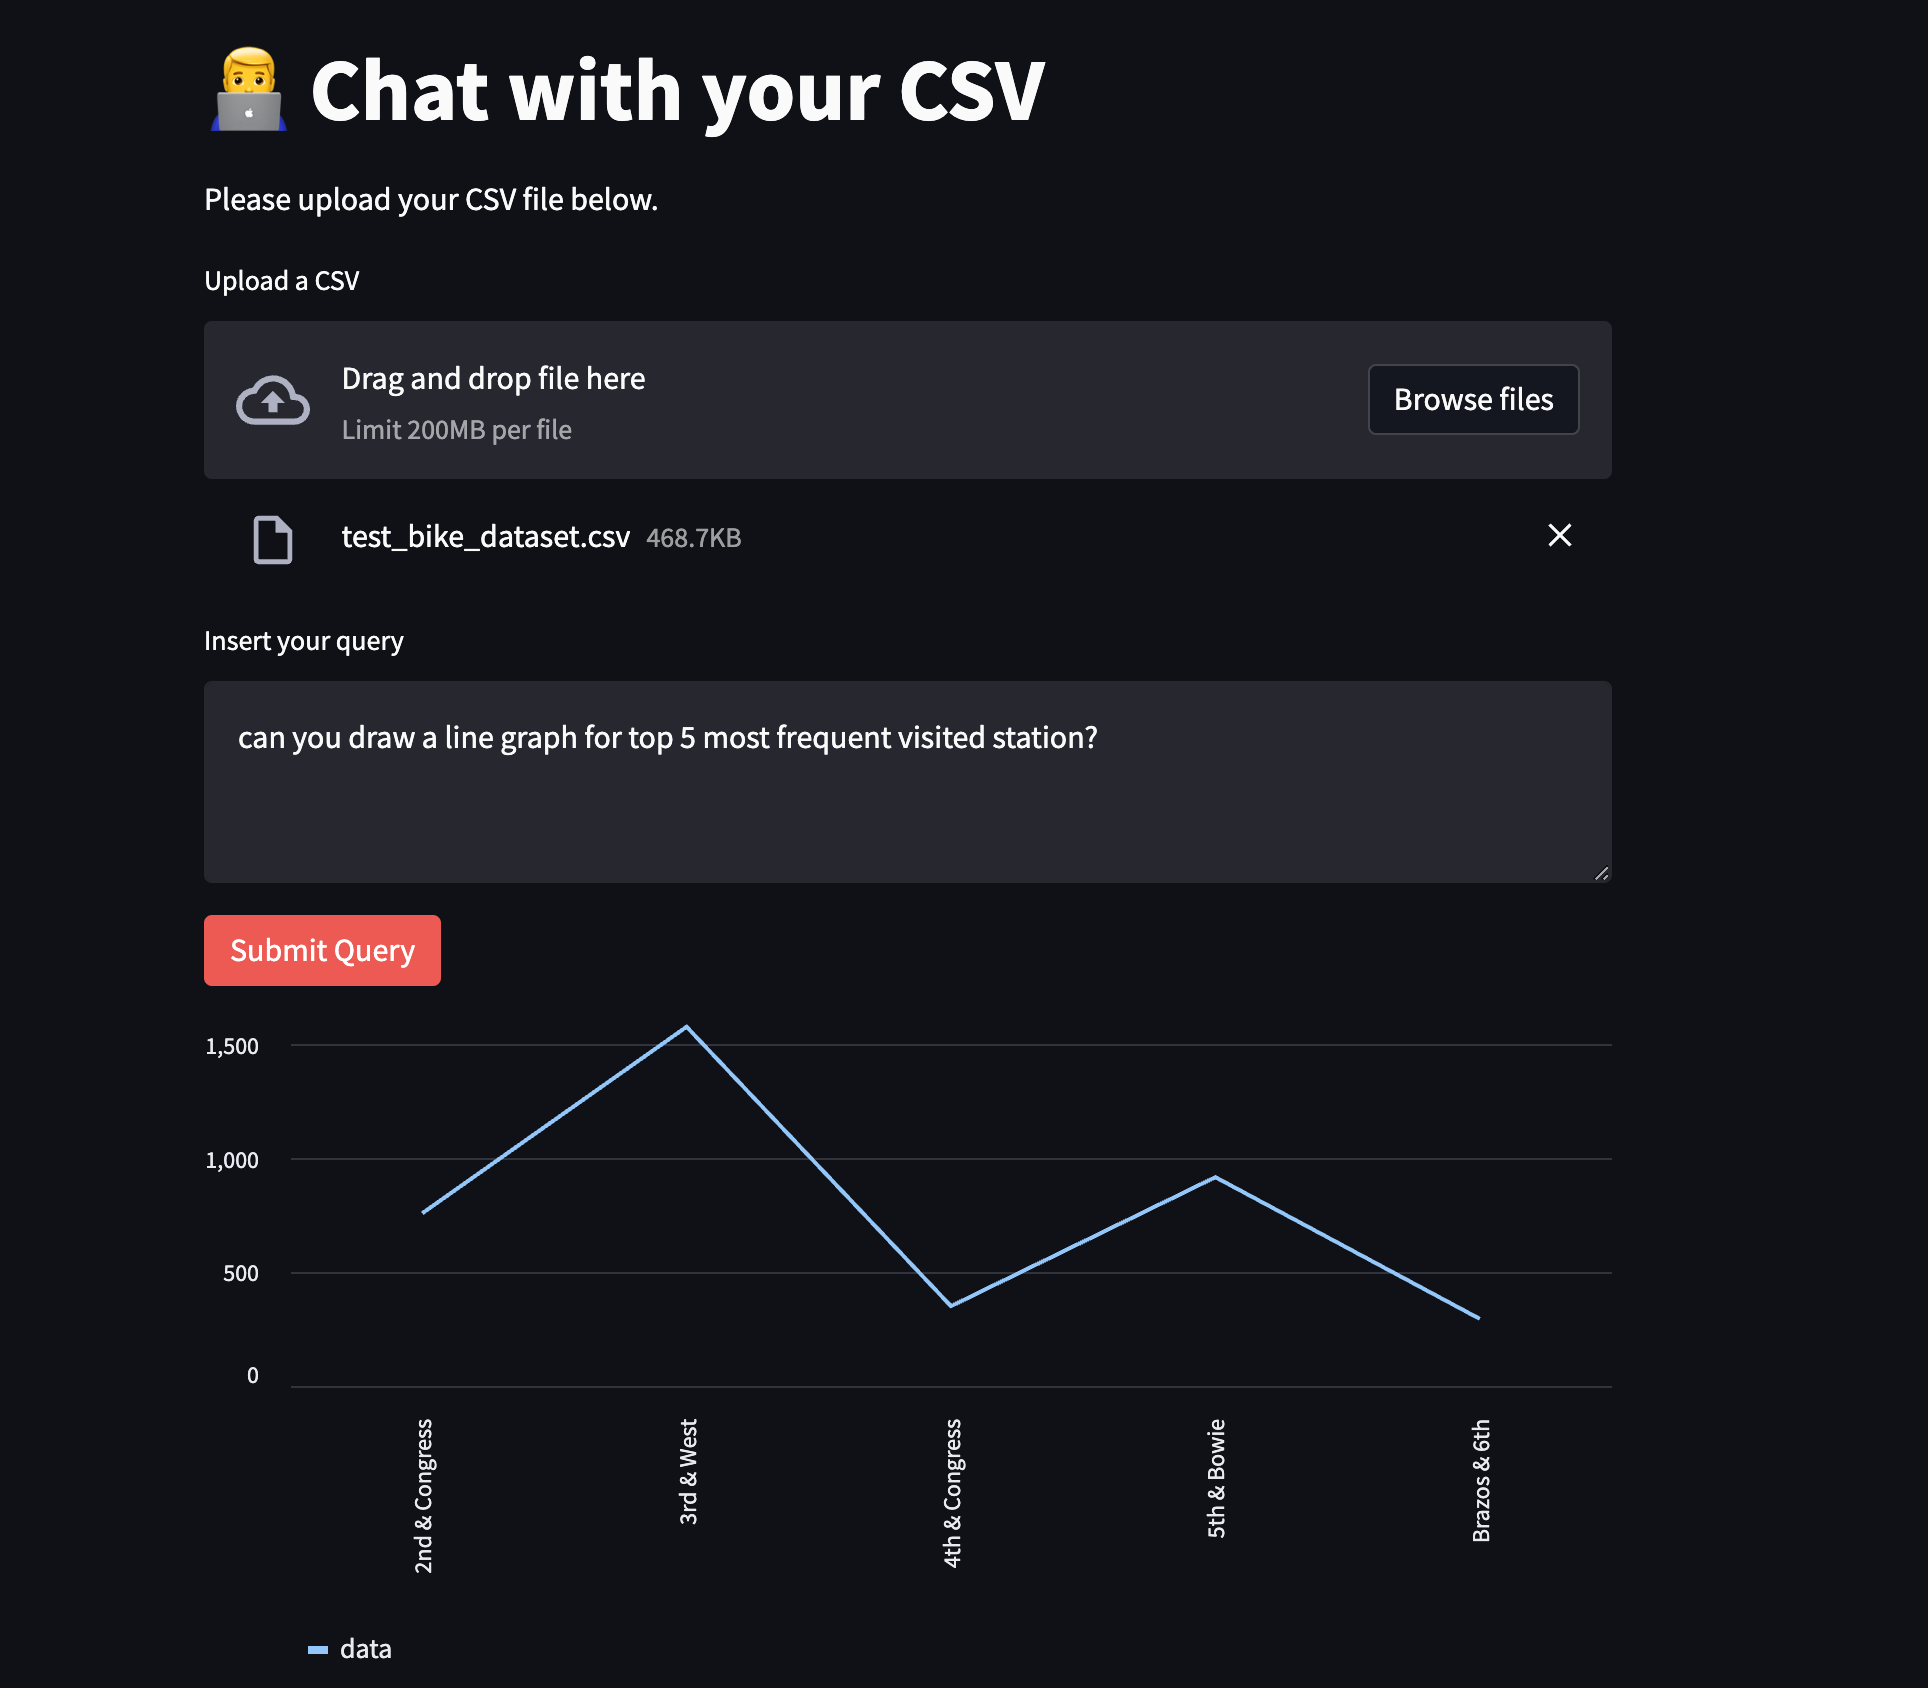 Chat with your CSV
Please upload your CSV file below.
Upload a CSV
Drag and drop file here
Limit 200MB per file
Browse files
test_bike_dataset.csv 468.7KB
Insert your query
can you draw a line graph for top 5 most frequent visited station?
Submit Query
1,500
1,000
500
0
2nd & Congress
3rd & West
4th & Congress
5th & Bowie
Brazos & 6th
data